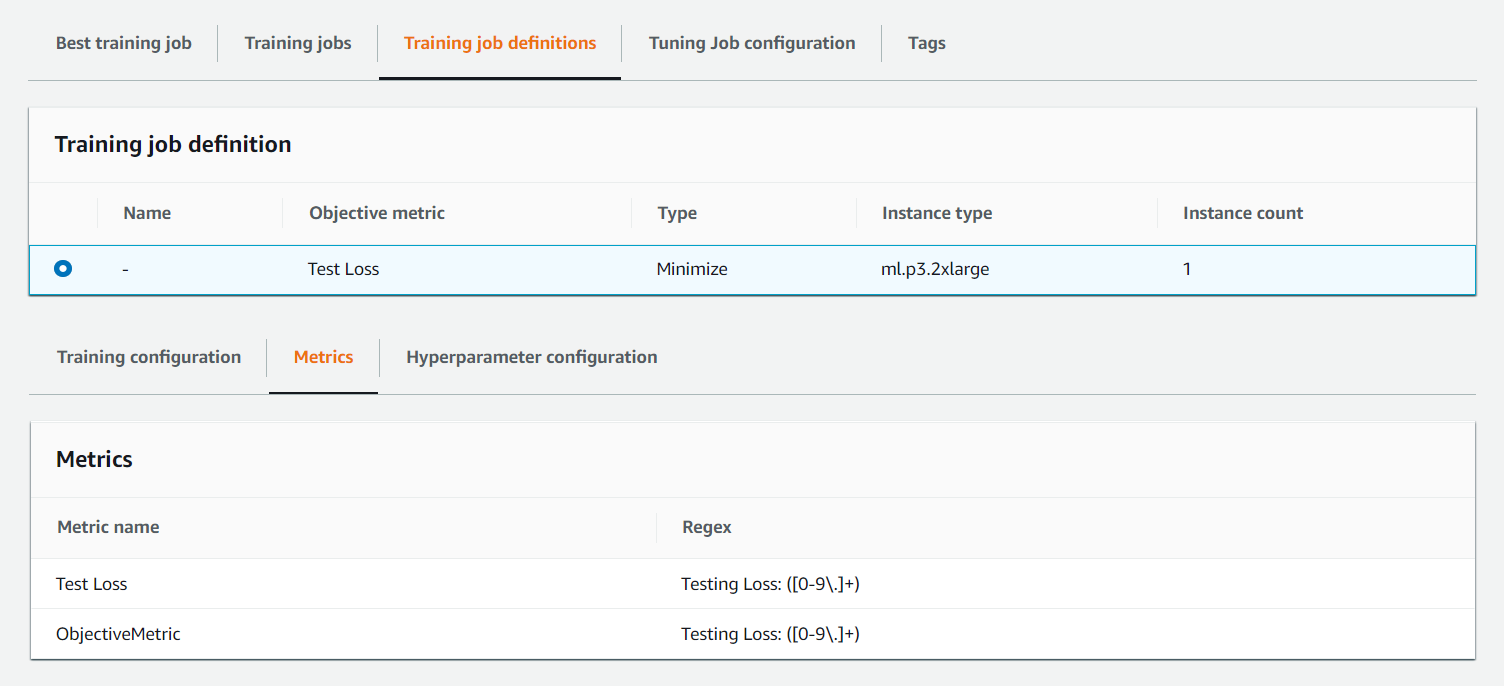 Best training job Training jobs Training job definitions Tuning Job configuration Tags
Training job definition
Name Objective metric Type Instance type Instance count
- Test Loss Minimize ml.p3.2xlarge 1
Training configuration Metrics Hyperparameter configuration
Metrics
Metric name Regex
Test Loss Testing Loss: ([0-9\.]+)
ObjectiveMetric Testing Loss: ([0-9\.]+)